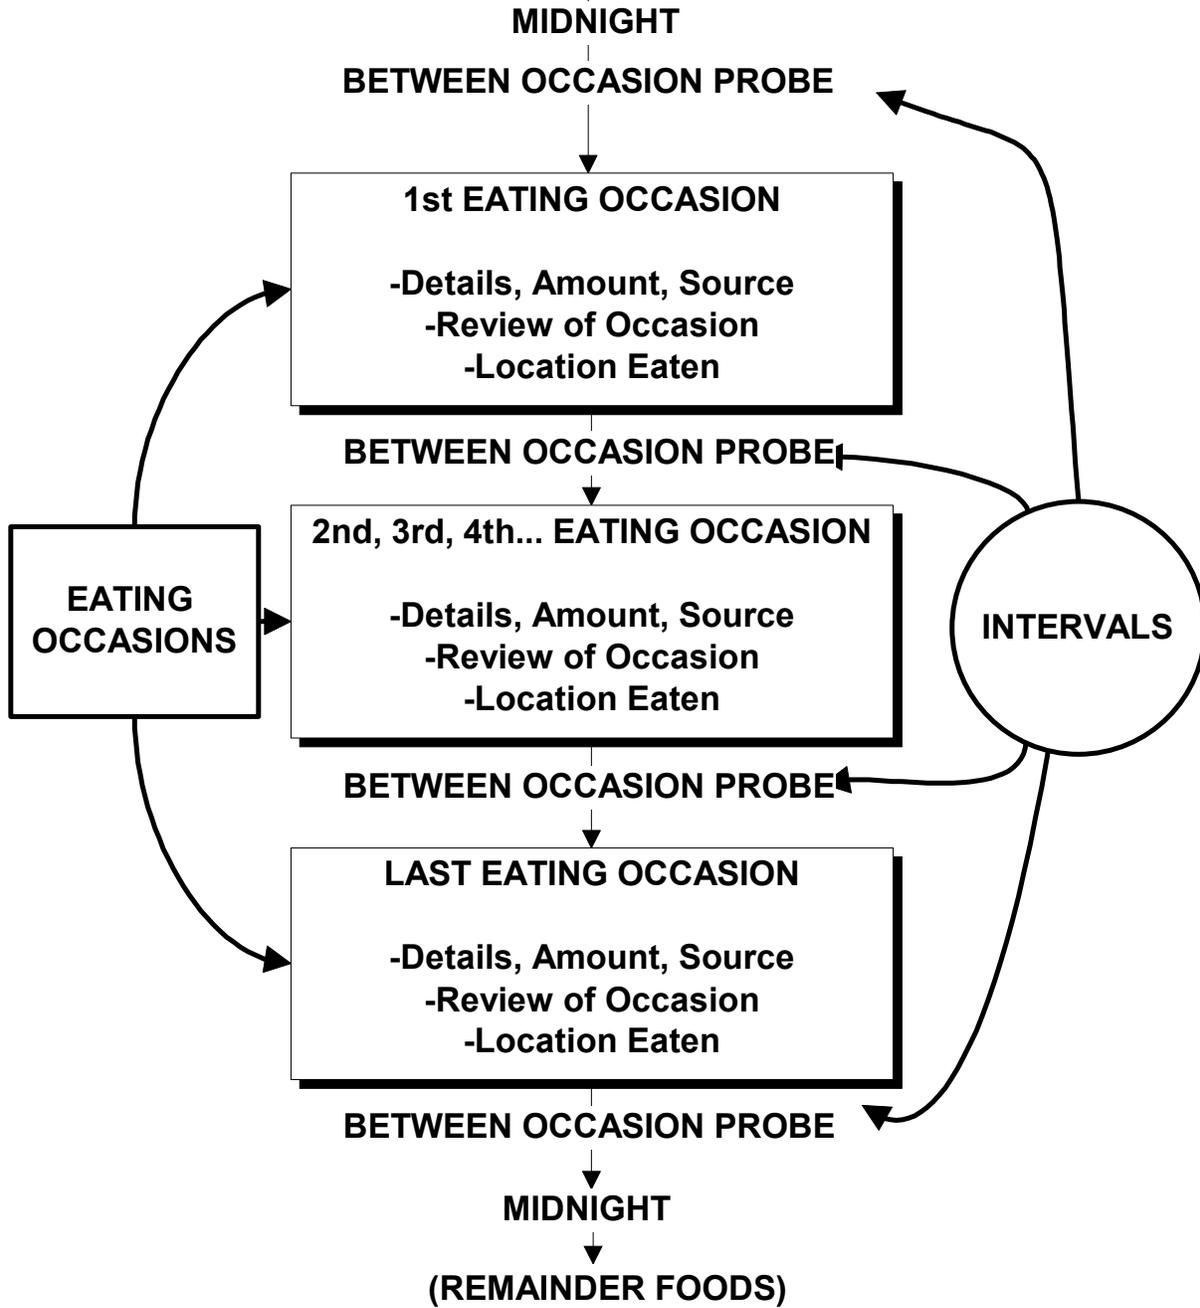 MIDNIGHT
BETWEEN OCCASION PROBE
1st EATING OCCASION
-Details, Amount, Source
-Review of Occasion
-Location Eaten
BETWEEN OCCASION PROBE
2nd, 3rd, 4th... EATING OCCASION
-Details, Amount, Source
-Review of Occasion
-Location Eaten
EATING
OCCASIONS
INTERVALS
BETWEEN OCCASION PROBE
LAST EATING OCCASION
-Details, Amount, Source
-Review of Occasion
-Location Eaten
BETWEEN OCCASION PROBE
MIDNIGHT
(REMAINDER FOODS)